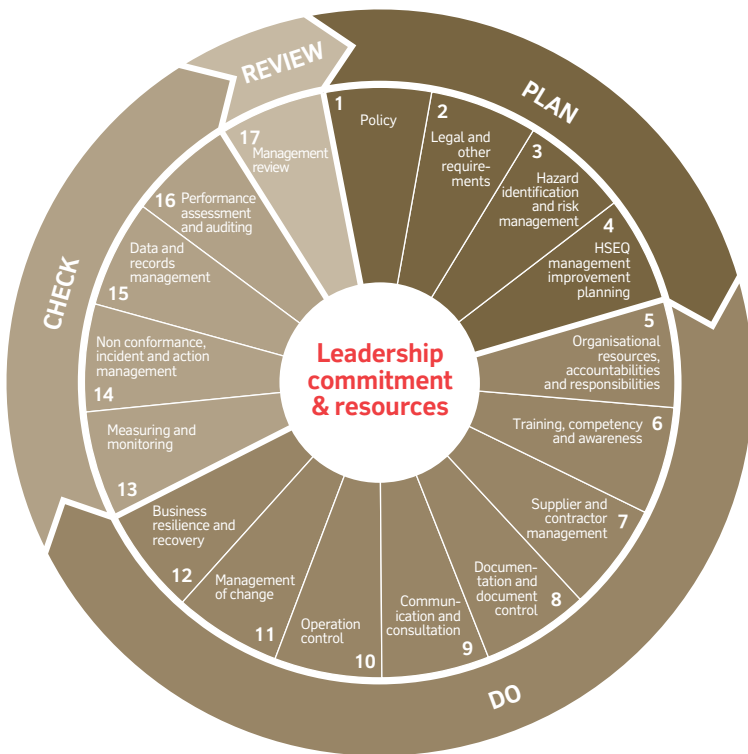 REVIEW
PLAN
DO
CHECK
Leadership
commitment
& resources
1
Policy
2
Legal and
other
require-
ments
3
Hazard
identification
and risk
management
4
HSEQ
management
improvement
planning
5
Organisational
resources,
accountabilities
and responsibilities
6
Training, competency
and awareness
7
Supplier and
contractor
management
8
Documen-
tation and
document
control
9
Commun-
ication and
consultation
10
Operation
control
11
Management
of change
12
Business
resilience and
recovery
13
Measuring and
monitoring
14
Non conformance,
incident and action
management
15
Data and
records
management
16
Performance
assessment
and auditing
17
Management
review